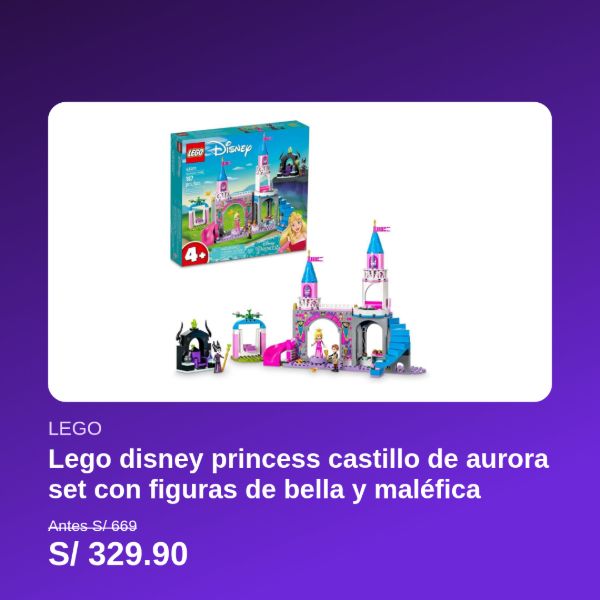 LEGO
Disney
187
4+
LEGO
Lego disney princess castillo de aurora
set con figuras de bella y maléfica
Antes S/ 669
S/ 329.90